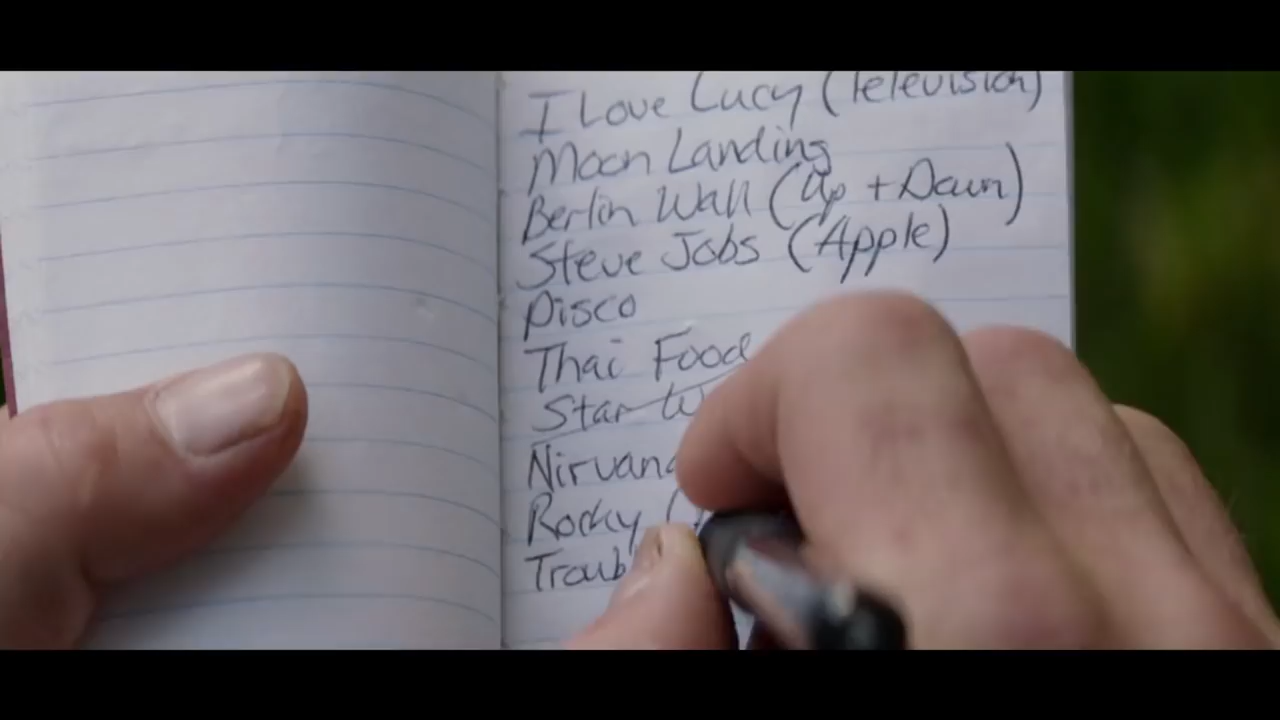 I Love Lucy (Television)
Moon Landing
Berlin Wall (Up + Down)
Steve Jobs (Apple)
Disco
Thai Food
Star
Nirvana
Rocky